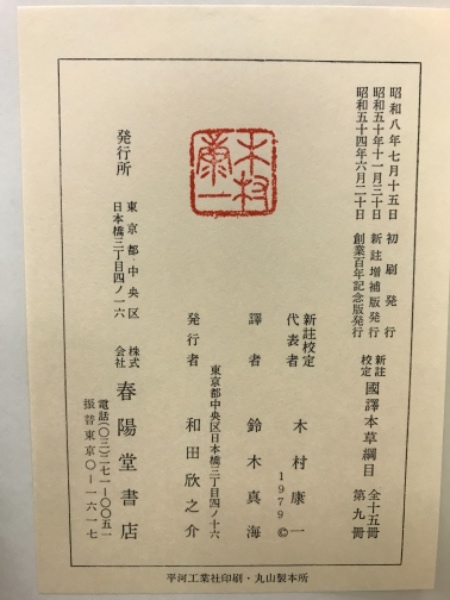 昭和八年七月十五日 初刷発行
昭和五十年十一月三十日 新註増補版発行
昭和五十四年六月二十日 創業百年記念版発行
新註校定 國譯本草綱目 全十五冊 第九冊
新註校定代表者 木村康一
1979©
譯者 鈴木真海
東京都中央区日本橋三丁目四ノ十六
発行者 和田欣之介
木村康一
発行所 東京都中央区日本橋三丁目四ノ一六
株式会社 春陽堂書店
電話(〇三)二七一―〇〇五一
振替東京〇―一六一七
平河工業社印刷・丸山製本所